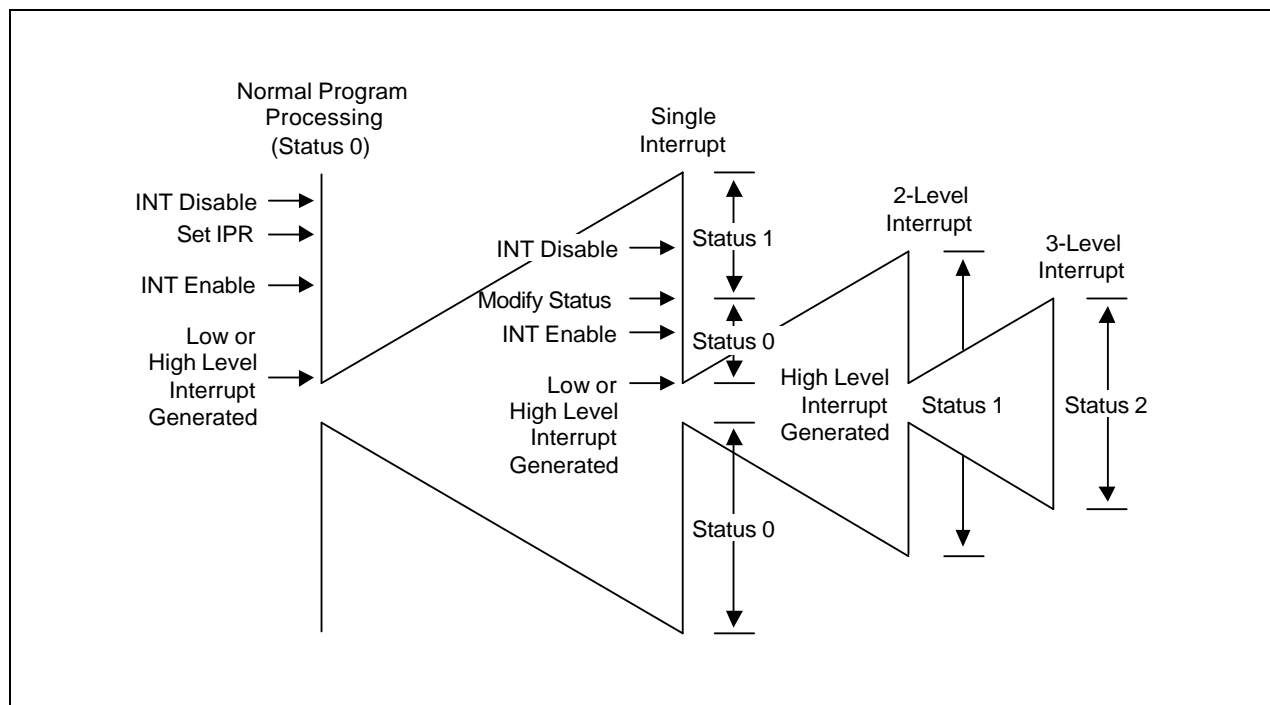 Normal Program
Processing
(Status 0)
INT Disable
Set IPR
INT Enable
Low or
High Level
Interrupt
Generated
Single
Interrupt
INT Disable
Modify Status
INT Enable
Low or
High Level
Interrupt
Generated
Status 1
Status 0
Status 0
2-Level
Interrupt
High Level
Interrupt
Generated
Status 1
3-Level
Interrupt
Status 2